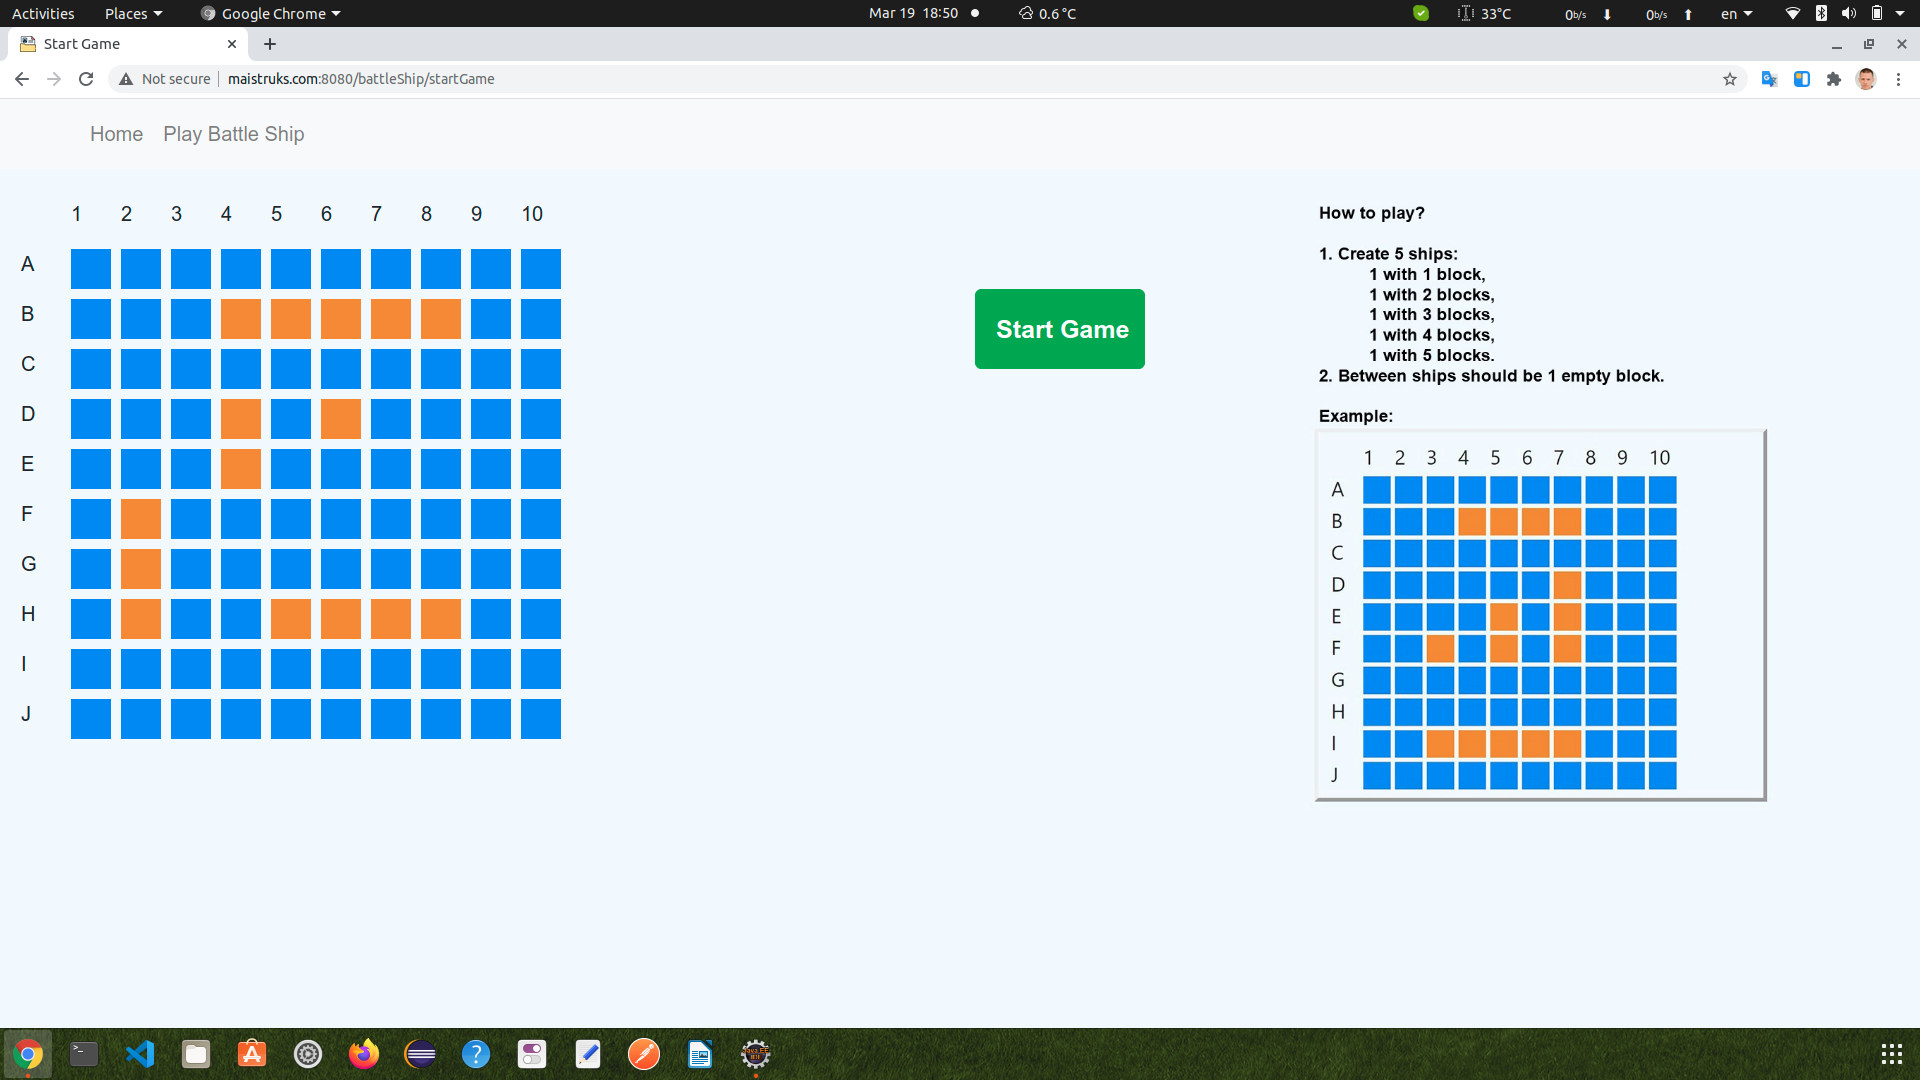 Activities Places Google Chrome Mar 19 18:50 0.6 °C 33°C 0b/s 0b/s en
Start Game
Not secure maistruks.com:8080/battleShip/startGame
Home Play Battle Ship
1 2 3 4 5 6 7 8 9 10
A
B
C
D
E
F
G
H
I
J
Start Game
How to play?
1. Create 5 ships:
1 with 1 block,
1 with 2 blocks,
1 with 3 blocks,
1 with 4 blocks,
1 with 5 blocks.
2. Between ships should be 1 empty block.
Example:
1 2 3 4 5 6 7 8 9 10
A
B
C
D
E
F
G
H
I
J